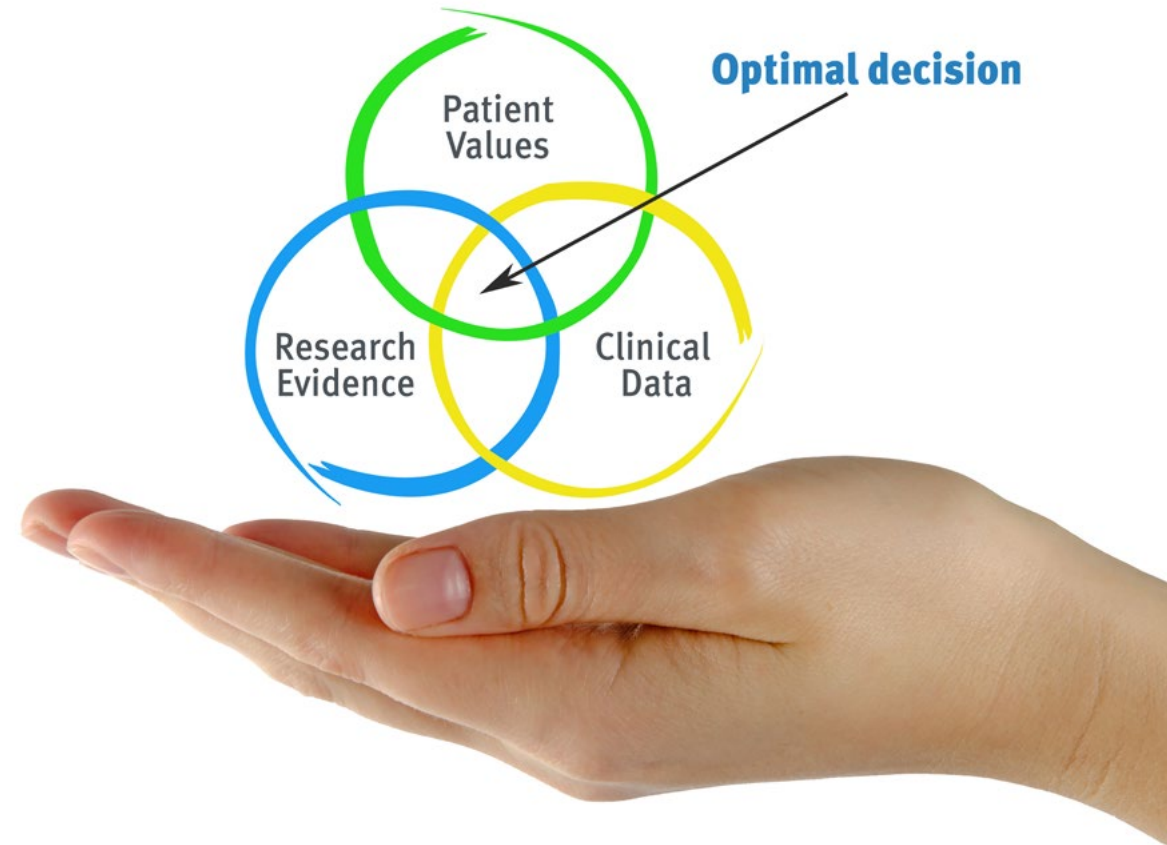 Optimal decision
Patient
Values
Research
Evidence
Clinical
Data